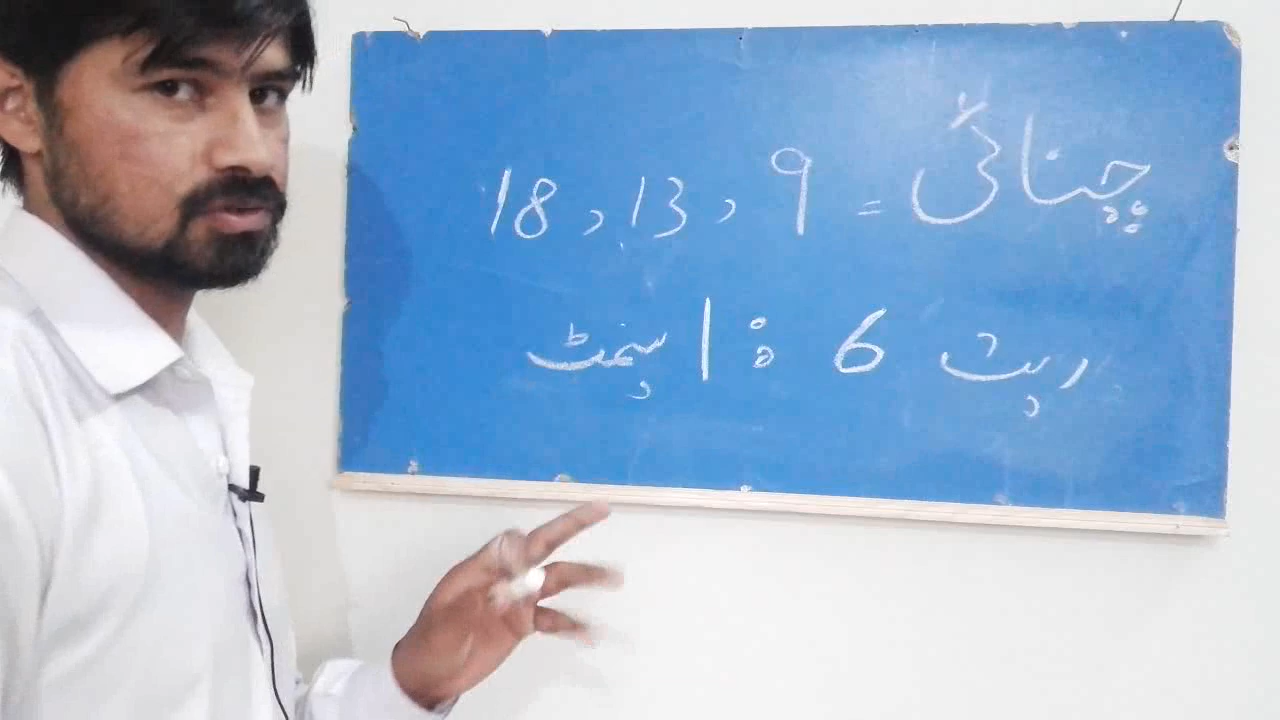 چنائی = 9 , 13 , 18
ریت 6 : 1 سیمنٹ